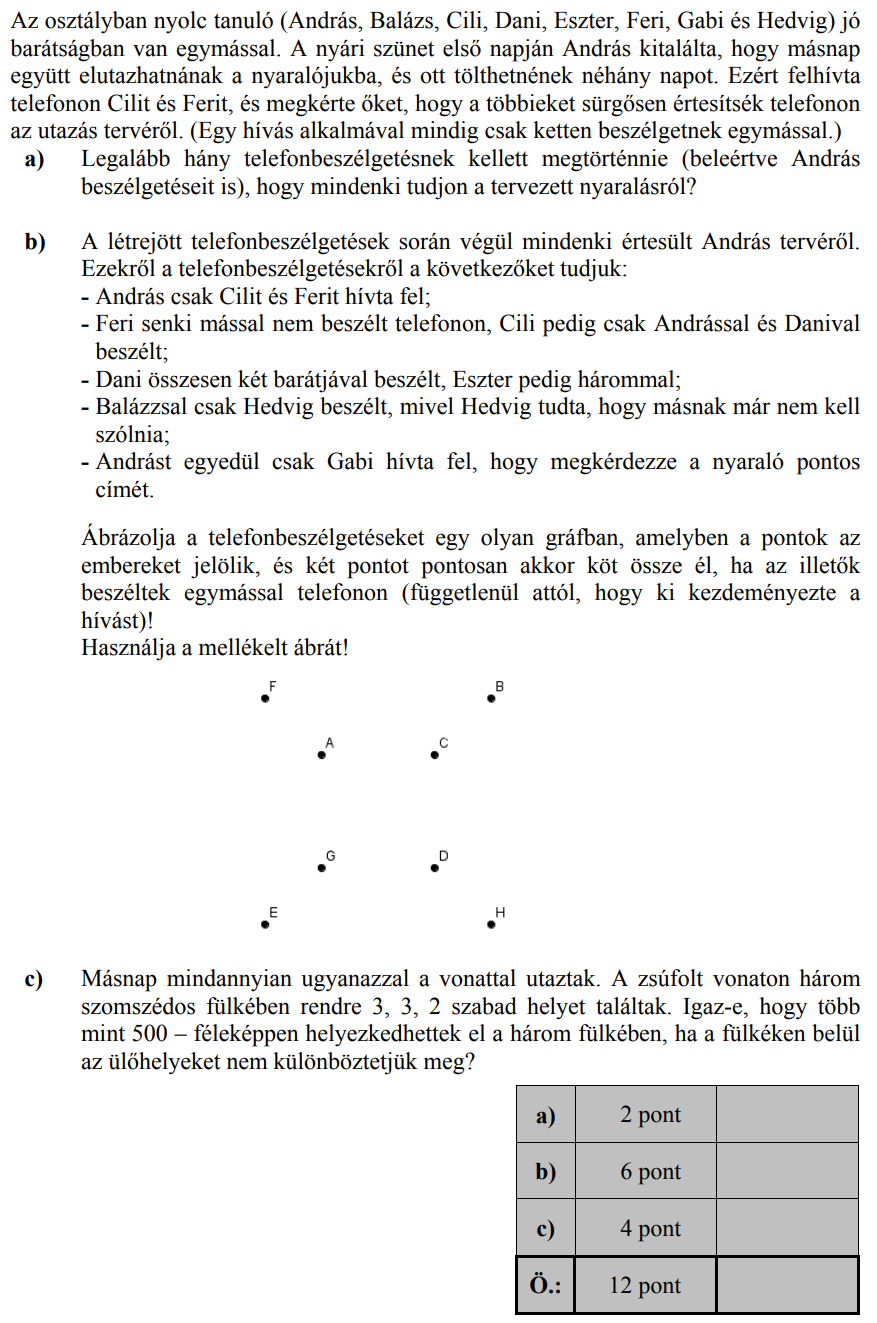 Az osztályban nyolc tanuló (András, Balázs, Cili, Dani, Eszter, Feri, Gabi és Hedvig) jó
barátságban van egymással. A nyári szünet első napján András kitalálta, hogy másnap
együtt elutazhatnának a nyaralójukba, és ott tölthetnének néhány napot. Ezért felhívta
telefonon Cilit és Ferit, és megkérte őket, hogy a többieket sürgősen értesítsék telefonon
az utazás tervéről. (Egy hívás alkalmával mindig csak ketten beszélgetnek egymással.)
a) Legalább hány telefonbeszélgetésnek kellett megtörténnie (beleértve András
beszélgetéseit is), hogy mindenki tudjon a tervezett nyaralásról?
b) A létrejött telefonbeszélgetések során végül mindenki értesült András tervéről.
Ezekről a telefonbeszélgetésekről a következőket tudjuk:
- András csak Cilit és Ferit hívta fel;
- Feri senki mással nem beszélt telefonon, Cili pedig csak Andrással és Danival
beszélt;
- Dani összesen két barátjával beszélt, Eszter pedig hárommal;
- Balázzsal csak Hedvig beszélt, mivel Hedvig tudta, hogy másnak már nem kell
szólnia;
- Andrást egyedül csak Gabi hívta fel, hogy megkérdezze a nyaraló pontos
címét.
Ábrázolja a telefonbeszélgetéseket egy olyan gráfban, amelyben a pontok az
embereket jelölik, és két pontot pontosan akkor köt össze él, ha az illetők
beszéltek egymással telefonon (függetlenül attól, hogy ki kezdeményezte a
hívást)!
Használja a mellékelt ábrát!
F B
A C
G D
E H
c) Másnap mindannyian ugyanazzal a vonattal utaztak. A zsúfolt vonaton három
szomszédos fülkében rendre 3, 3, 2 szabad helyet találtak. Igaz-e, hogy több
mint 500 – féleképpen helyezkedhettek el a három fülkében, ha a fülkéken belül
az ülőhelyeket nem különböztetjük meg?
a) 2 pont
b) 6 pont
c) 4 pont
Ö.: 12 pont